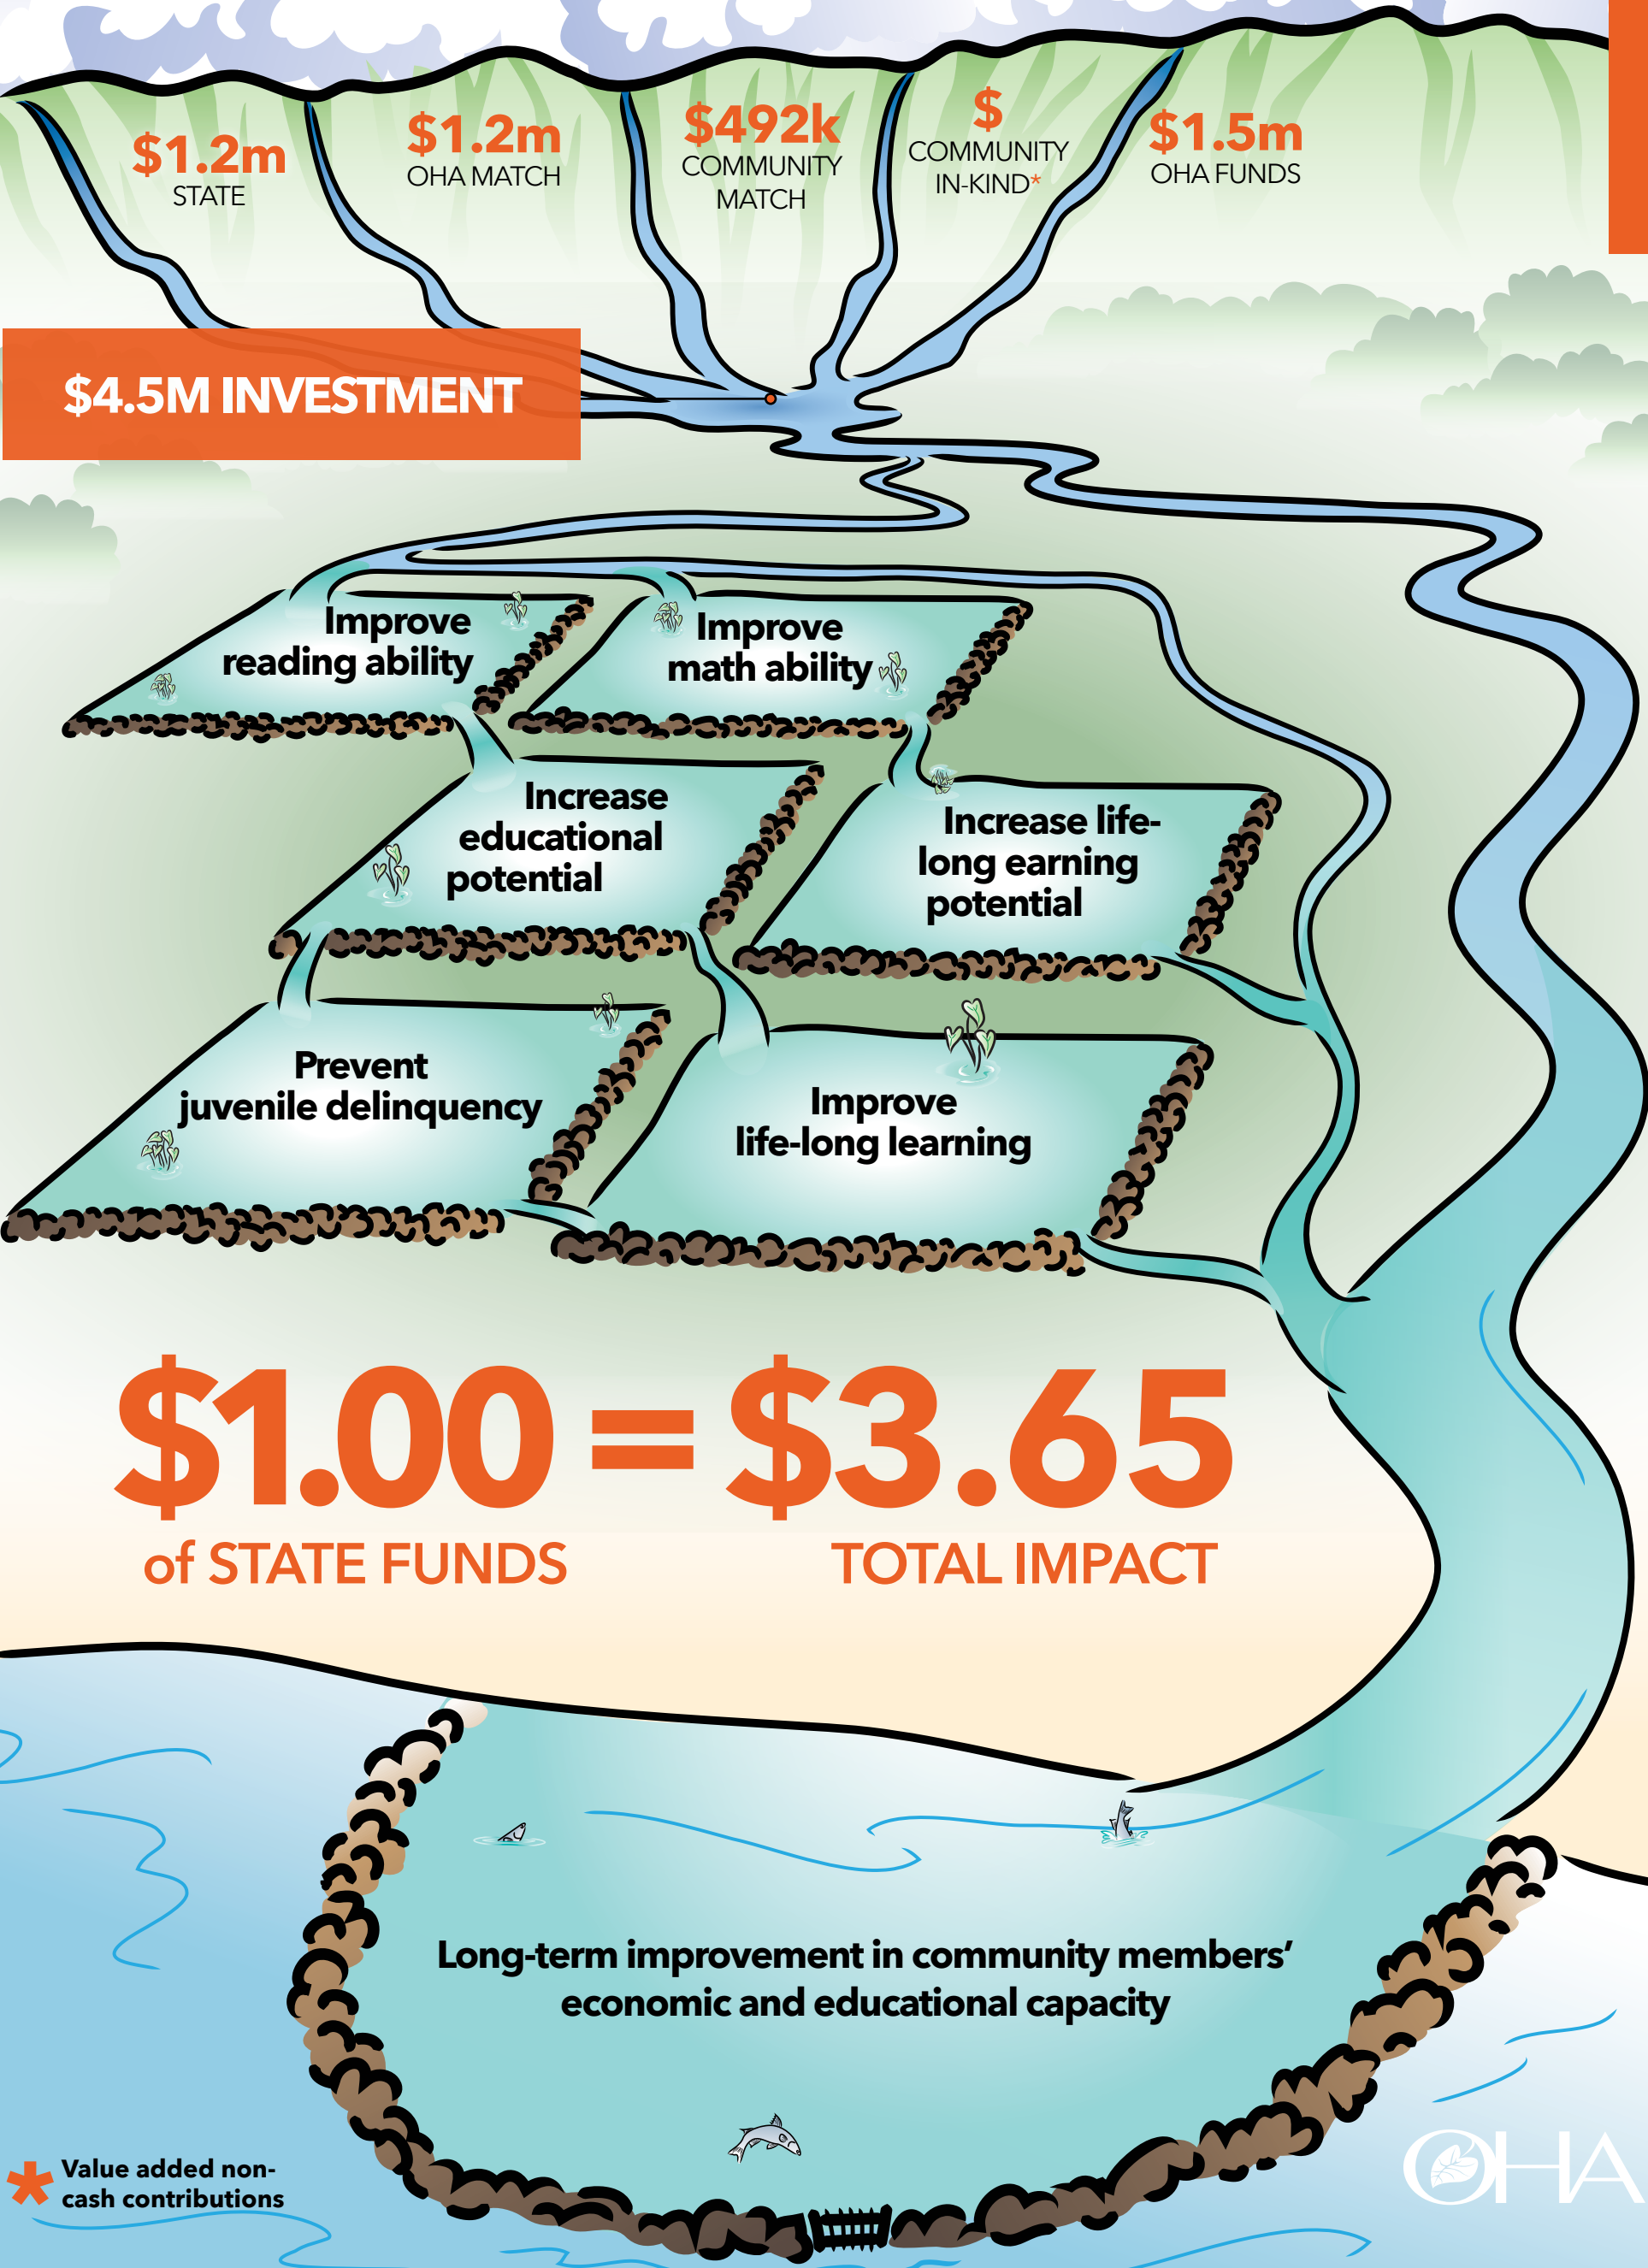 $1.2m
STATE
$1.2m
OHA MATCH
$492k
COMMUNITY
MATCH
$
COMMUNITY
IN-KIND*
$1.5m
OHA FUNDS
$4.5M INVESTMENT
Improve
reading ability
Improve
math ability
Increase
educational
potential
Increase life-
long earning
potential
Prevent
juvenile delinquency
Improve
life-long learning
$1.00 = $3.65
of STATE FUNDS
TOTAL IMPACT
Long-term improvement in community members’
economic and educational capacity
* Value added non-
cash contributions
OHA